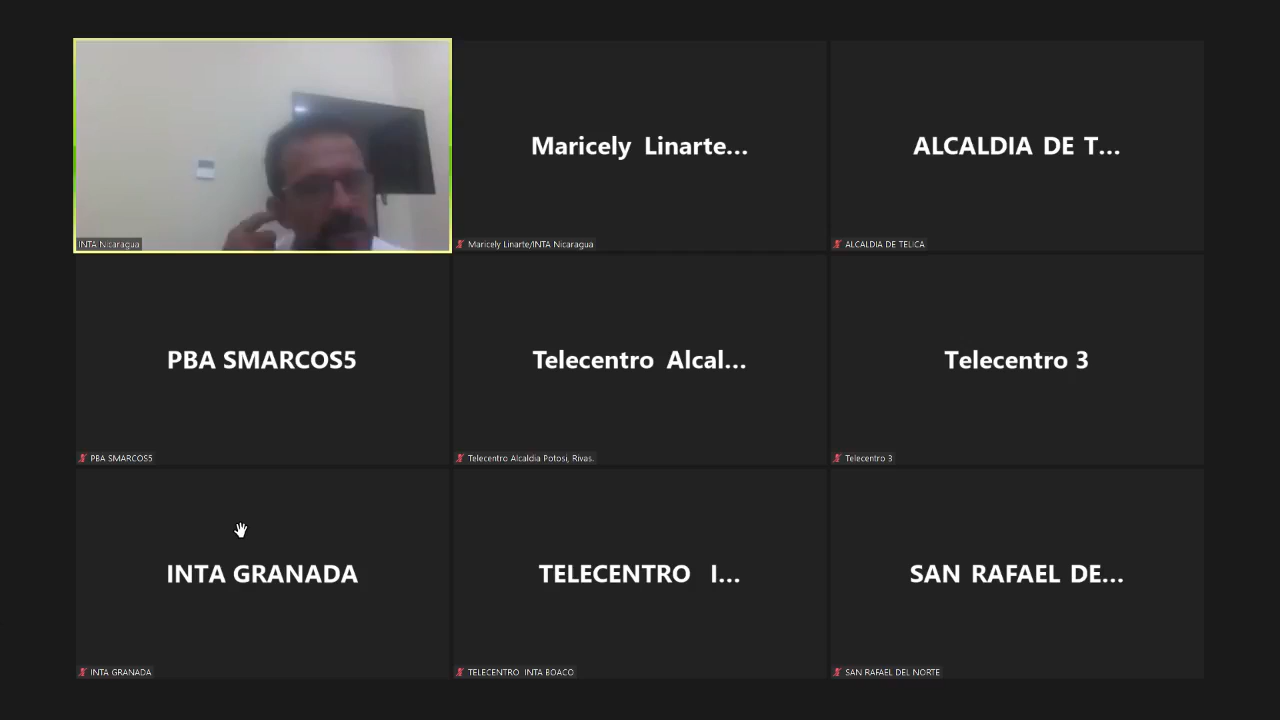 Maricely Linarte...
ALCALDIA DE T...
INTA Nicaragua
Maricely Linarte/INTA Nicaragua
ALCALDIA DE TELICA
PBA SMARCOS5
Telecentro Alcal...
Telecentro 3
PBA SMARCOS5
Telecentro Alcaldia Potosi, Rivas.
Telecentro 3
INTA GRANADA
TELECENTRO I...
SAN RAFAEL DE...
INTA GRANADA
TELECENTRO INTA BOACO
SAN RAFAEL DEL NORTE